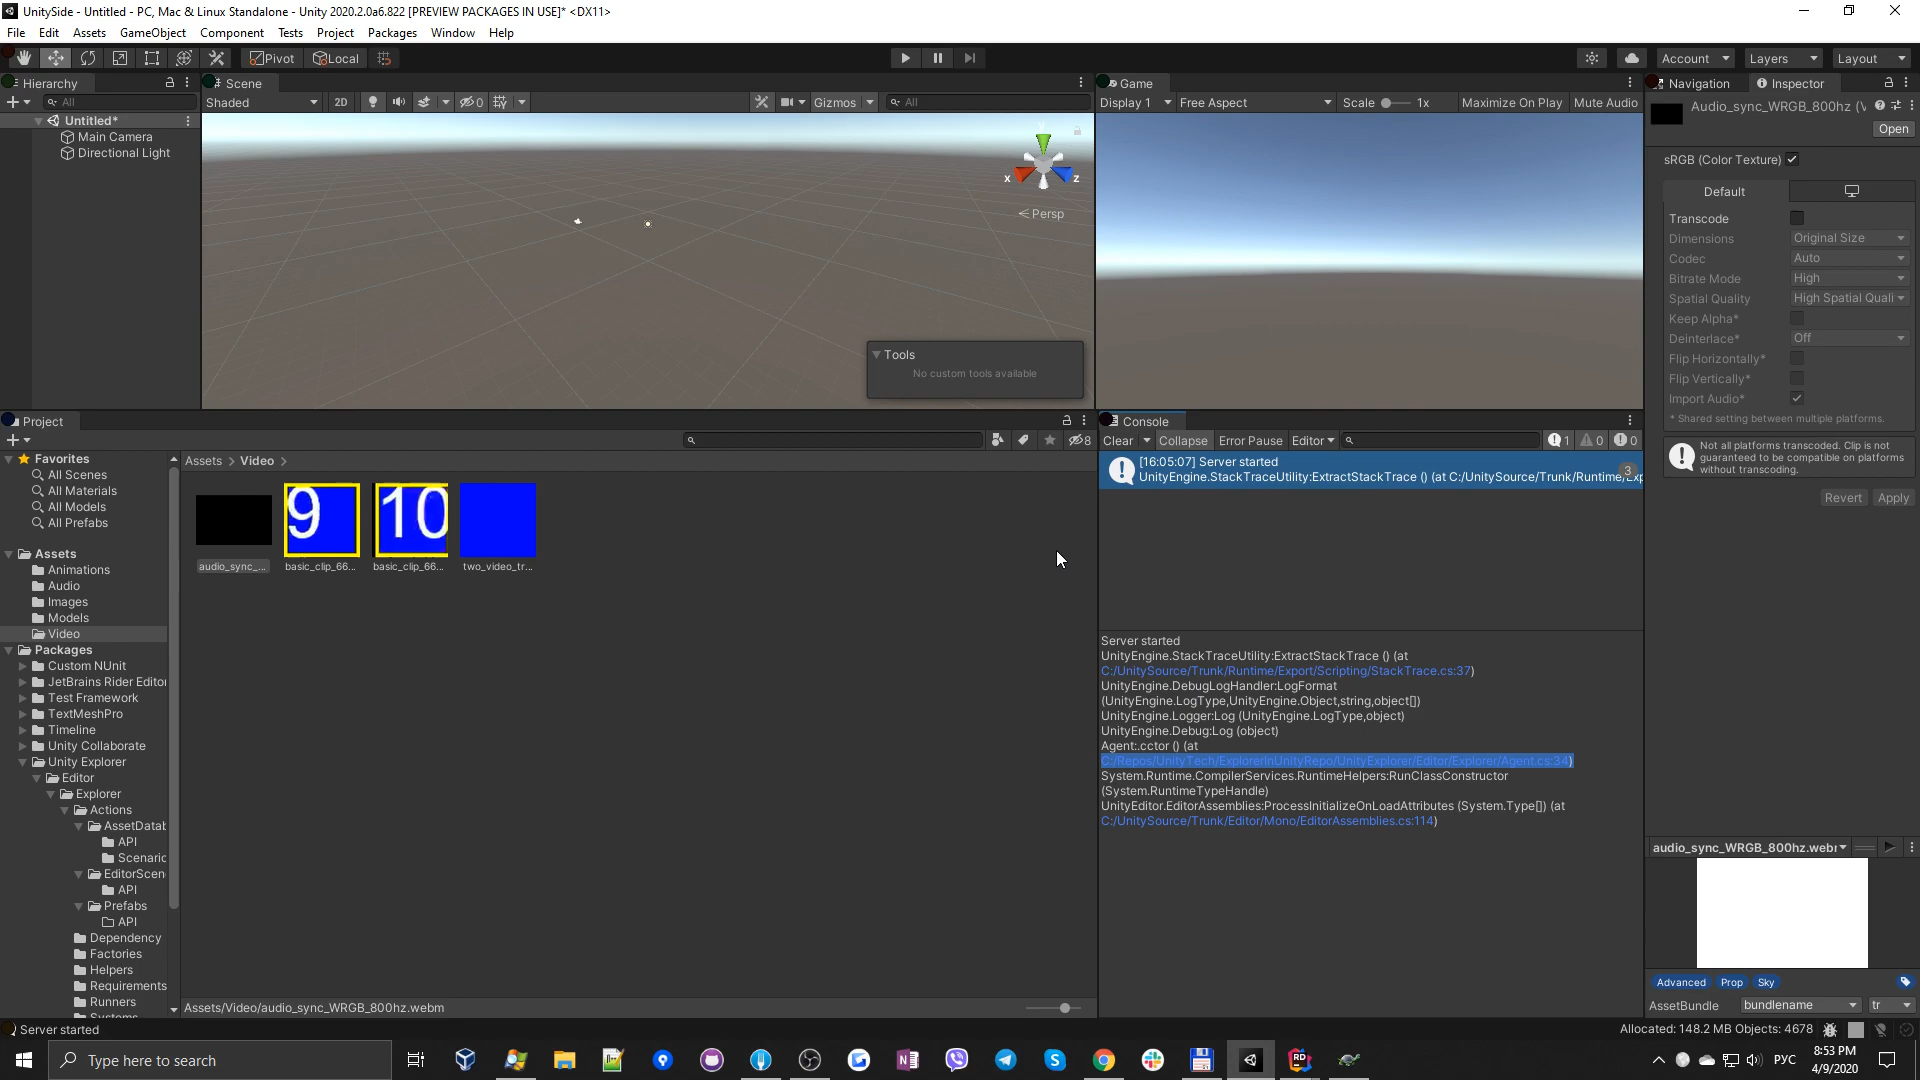 UnitySide - Untitled - PC, Mac & Linux Standalone - Unity 2020.2.0a6.822 [PREVIEW PACKAGES IN USE]* <DX11>
File Edit Assets GameObject Component Tests Project Packages Window Help
Pivot Local
Account Layers Layout
Hierarchy
All
Untitled*
Main Camera
Directional Light
Scene
Shaded 2D 0 Gizmos All
X Z
Persp
Tools
No custom tools available
Game
Display 1 Free Aspect Scale 1x Maximize On Play Mute Audio
Navigation Inspector
Audio_sync_WRGB_800hz (V
Open
sRGB (Color Texture)
Default
Transcode
Dimensions Original Size
Codec Auto
Bitrate Mode High
Spatial Quality High Spatial Quali
Keep Alpha*
Deinterlace* Off
Flip Horizontally*
Flip Vertically*
Import Audio*
* Shared setting between multiple platforms.
Not all platforms transcoded. Clip is not
guaranteed to be compatible on platforms
without transcoding.
Revert Apply
Project
8
Favorites
All Scenes
All Materials
All Models
All Prefabs
Assets
Animations
Audio
Images
Models
Video
Packages
Custom NUnit
JetBrains Rider Editor
Test Framework
TextMeshPro
Timeline
Unity Collaborate
Unity Explorer
Editor
Explorer
Actions
AssetDatab
API
Scenario
EditorScen
API
Prefabs
API
Dependency
Factories
Helpers
Requirements
Runners
Systems
Assets > Video >
9 10
audio_sync_... basic_clip_66... basic_clip_66... two_video_tr...
Assets/Video/audio_sync_WRGB_800hz.webm
Console
Clear Collapse Error Pause Editor 1 0 0
[16:05:07] Server started
UnityEngine.StackTraceUtility:ExtractStackTrace () (at C:/UnitySource/Trunk/Runtime/Exp
3
Server started
UnityEngine.StackTraceUtility:ExtractStackTrace () (at
C:/UnitySource/Trunk/Runtime/Export/Scripting/StackTrace.cs:37)
UnityEngine.DebugLogHandler:LogFormat
(UnityEngine.LogType,UnityEngine.Object,string,object[])
UnityEngine.Logger:Log (UnityEngine.LogType,object)
UnityEngine.Debug:Log (object)
Agent:.cctor () (at
C:/Repos/UnityTech/ExplorerInUnityRepo/UnityExplorer/Editor/Explorer/Agent.cs:34)
System.Runtime.CompilerServices.RuntimeHelpers:RunClassConstructor
(System.RuntimeTypeHandle)
UnityEditor.EditorAssemblies:ProcessInitializeOnLoadAttributes (System.Type[]) (at
C:/UnitySource/Trunk/Editor/Mono/EditorAssemblies.cs:114)
audio_sync_WRGB_800hz.webm
Advanced Prop Sky
AssetBundle bundlename tr
Server started
Allocated: 148.2 MB Objects: 4678
Type here to search
РУС
8:53 PM
4/9/2020